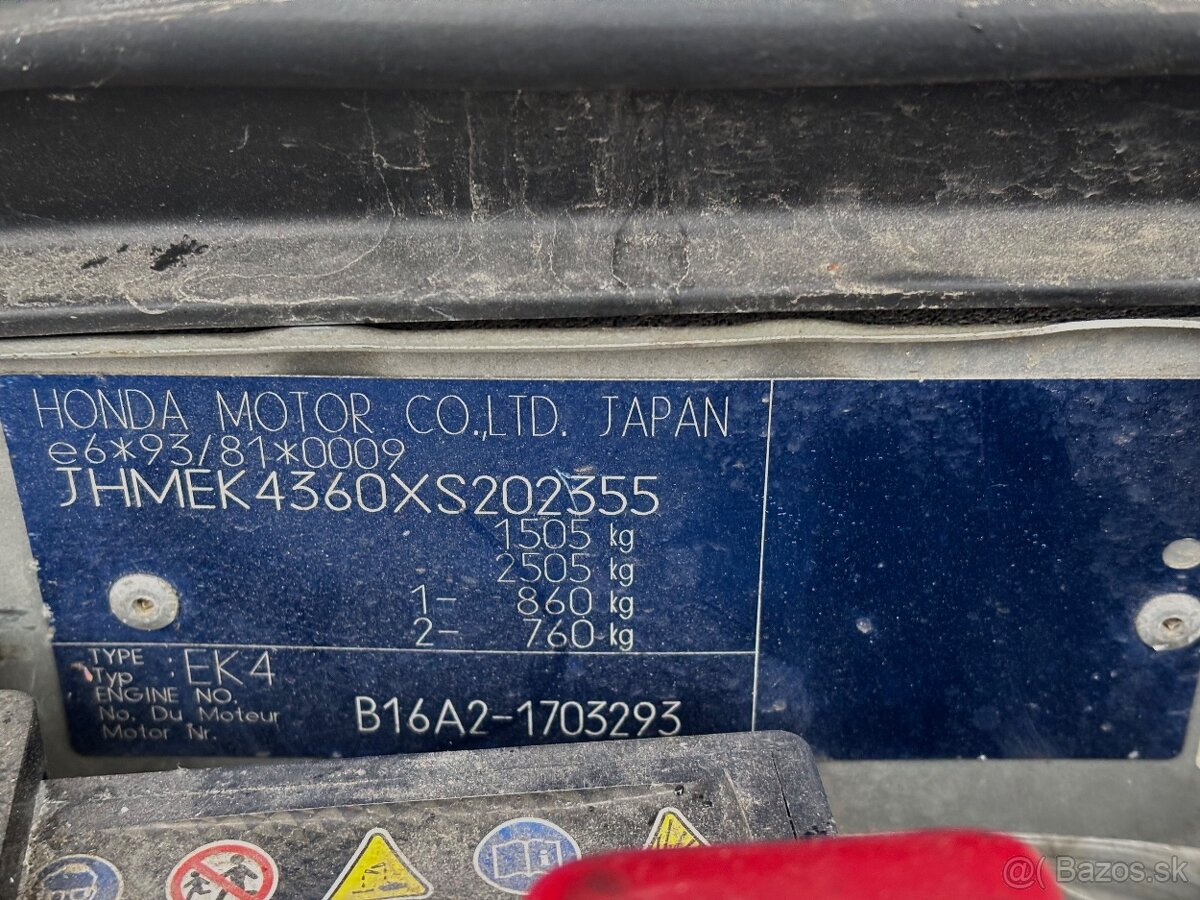 HONDA MOTOR CO.,LTD. JAPAN
e6*93/81*0009
JHMEK4360XS202355
1505 kg
2505 kg
1- 860 kg
2- 760 kg
TYPE
Typ : EK4
ENGINE NO.
No. Du Moteur
Motor Nr.
B16A2-1703293
@( Bazos.sk